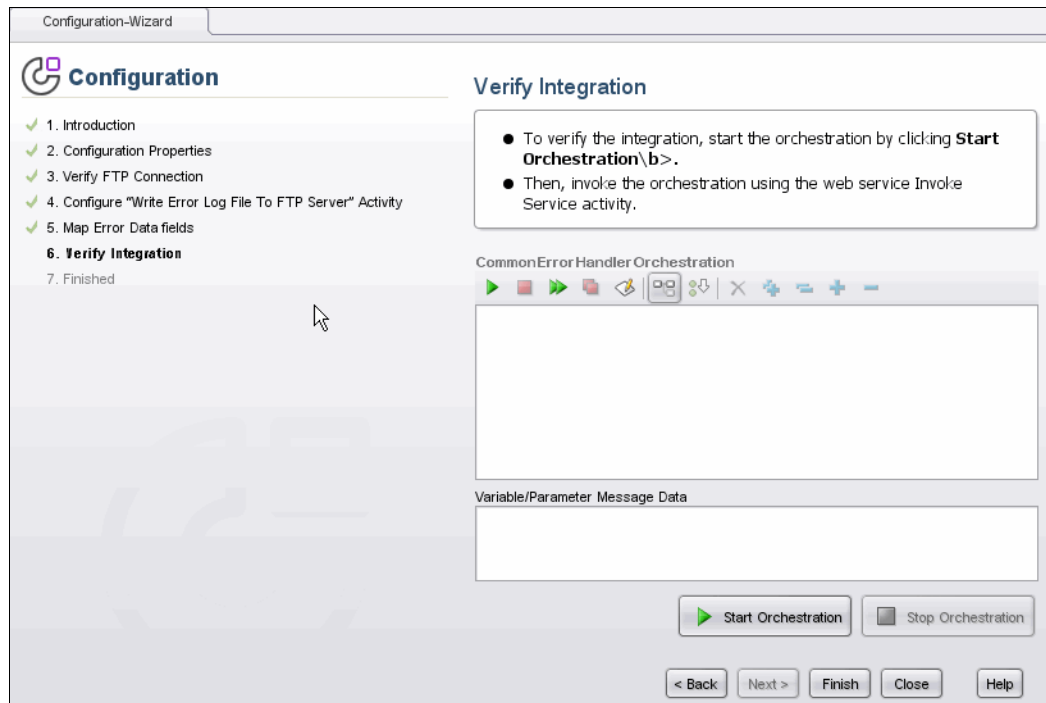 Configuration-Wizard
Configuration
1. Introduction
2. Configuration Properties
3. Verify FTP Connection
4. Configure "Write Error Log File To FTP Server" Activity
5. Map Error Data fields
6. Verify Integration
7. Finished
Verify Integration
● To verify the integration, start the orchestration by clicking Start
Orchestration\b>.
● Then, invoke the orchestration using the web service Invoke
Service activity.
CommonErrorHandlerOrchestration
Variable/Parameter Message Data
Start Orchestration
Stop Orchestration
< Back
Next >
Finish
Close
Help